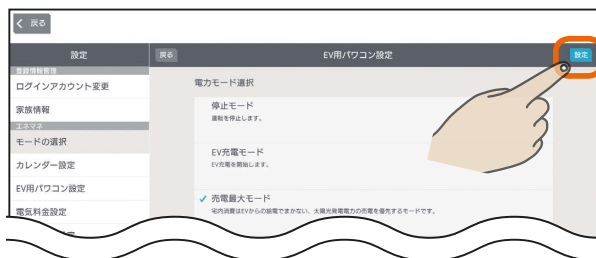 戻る
設定
戻る
EV用パワコン設定
設定
登録情報管理
ログインアカウント変更
家族情報
エネマネ
モードの選択
カレンダー設定
EV用パワコン設定
電気料金設定
電力モード選択
停止モード
運転を停止します。
EV充電モード
EV充電を開始します。
売電最大モード
宅内消費はEVからの給電でまかない、太陽光発電電力の売電を優先するモードです。